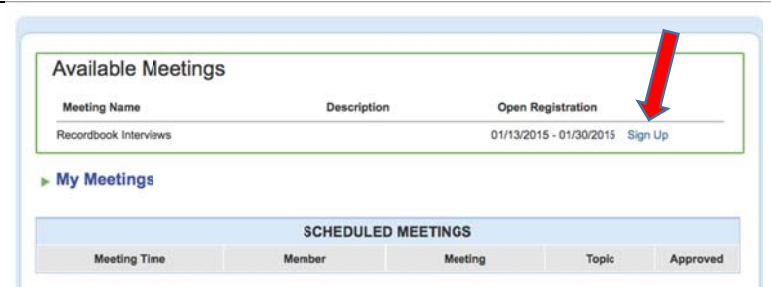 Available Meetings
Meeting Name Description Open Registration
Recordbook Interviews 01/13/2015 - 01/30/2015 Sign Up
My Meetings
SCHEDULED MEETINGS
Meeting Time Member Meeting Topic Approved